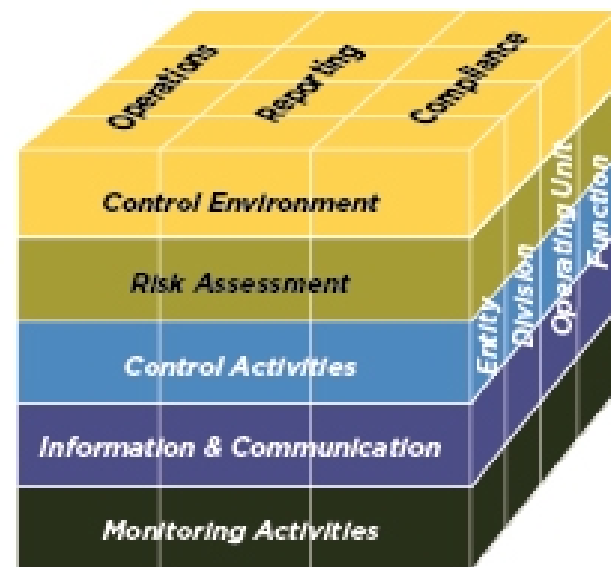 Operations
Reporting
Compliance
Control Environment
Risk Assessment
Control Activities
Information & Communication
Monitoring Activities
Entity
Division
Operating Unit
Function